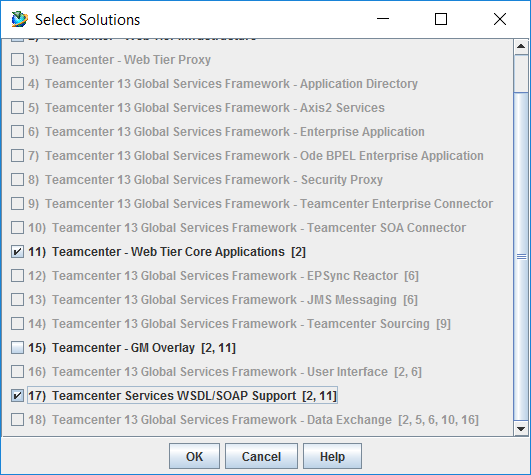 Select Solutions
2) Teamcenter - Web Tier Infrastructure
3) Teamcenter - Web Tier Proxy
4) Teamcenter 13 Global Services Framework - Application Directory
5) Teamcenter 13 Global Services Framework - Axis2 Services
6) Teamcenter 13 Global Services Framework - Enterprise Application
7) Teamcenter 13 Global Services Framework - Ode BPEL Enterprise Application
8) Teamcenter 13 Global Services Framework - Security Proxy
9) Teamcenter 13 Global Services Framework - Teamcenter Enterprise Connector
10) Teamcenter 13 Global Services Framework - Teamcenter SOA Connector
11) Teamcenter - Web Tier Core Applications [2]
12) Teamcenter 13 Global Services Framework - EPSync Reactor [6]
13) Teamcenter 13 Global Services Framework - JMS Messaging [6]
14) Teamcenter 13 Global Services Framework - Teamcenter Sourcing [9]
15) Teamcenter - GM Overlay [2, 11]
16) Teamcenter 13 Global Services Framework - User Interface [2, 6]
17) Teamcenter Services WSDL/SOAP Support [2, 11]
18) Teamcenter 13 Global Services Framework - Data Exchange [2, 5, 6, 10, 16]
OK Cancel Help